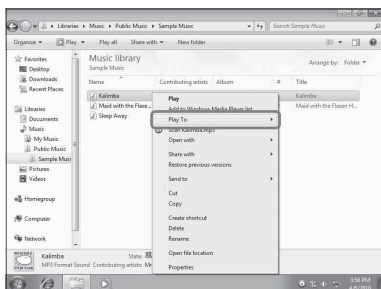 Libraries Music Public Music Sample Music Search Sample Music
Organize Play Play all Share with New folder
Favorites
Desktop
Downloads
Recent Places
Libraries
Documents
Music
My Music
Public Music
Sample Musi
Pictures
Videos
Homegroup
Computer
Network
Music library
Sample Music
Arrange by: Folder
Name Contributing artists Album # Title
Kalimba Kalimba
Maid with the Flaxe... Maid with the Flaxen H...
Sleep Away
Play
Add to Windows Media Player list
Play To
Scan Kalimba.mp3
Open with
Share with
Restore previous versions
Send to
Cut
Copy
Create shortcut
Delete
Rename
Open file location
Properties
Kalimba State:
MP3 Format Sound Contributing artists: Mr
3:56 PM